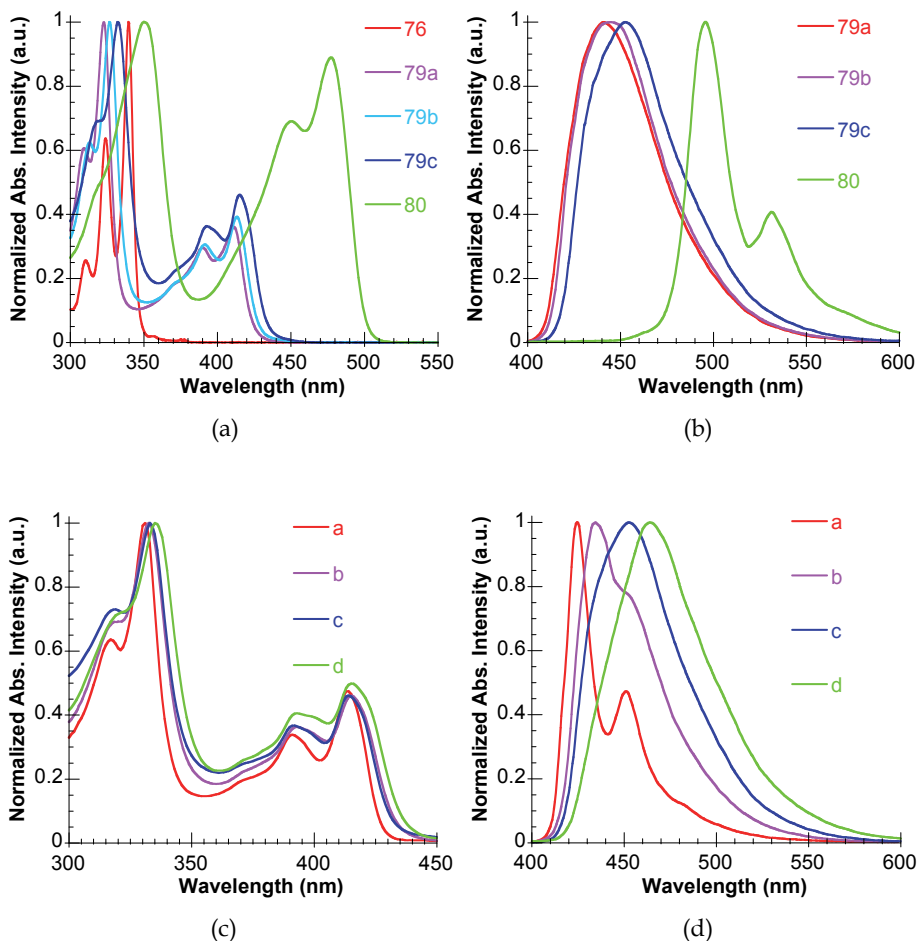 Normalized Abs. Intensity (a.u.)
1
0.8
0.6
0.4
0.2
0
300 350 400 450 500 550
Wavelength (nm)
76
79a
79b
79c
80
(a)
Normalized Abs. Intensity (a.u.)
1
0.8
0.6
0.4
0.2
0
400 450 500 550 600
Wavelength (nm)
79a
79b
79c
80
(b)
Normalized Abs. Intensity (a.u.)
1
0.8
0.6
0.4
0.2
0
300 350 400 450
Wavelength (nm)
a
b
c
d
(c)
Normalized Abs. Intensity (a.u.)
1
0.8
0.6
0.4
0.2
0
400 450 500 550 600
Wavelength (nm)
a
b
c
d
(d)